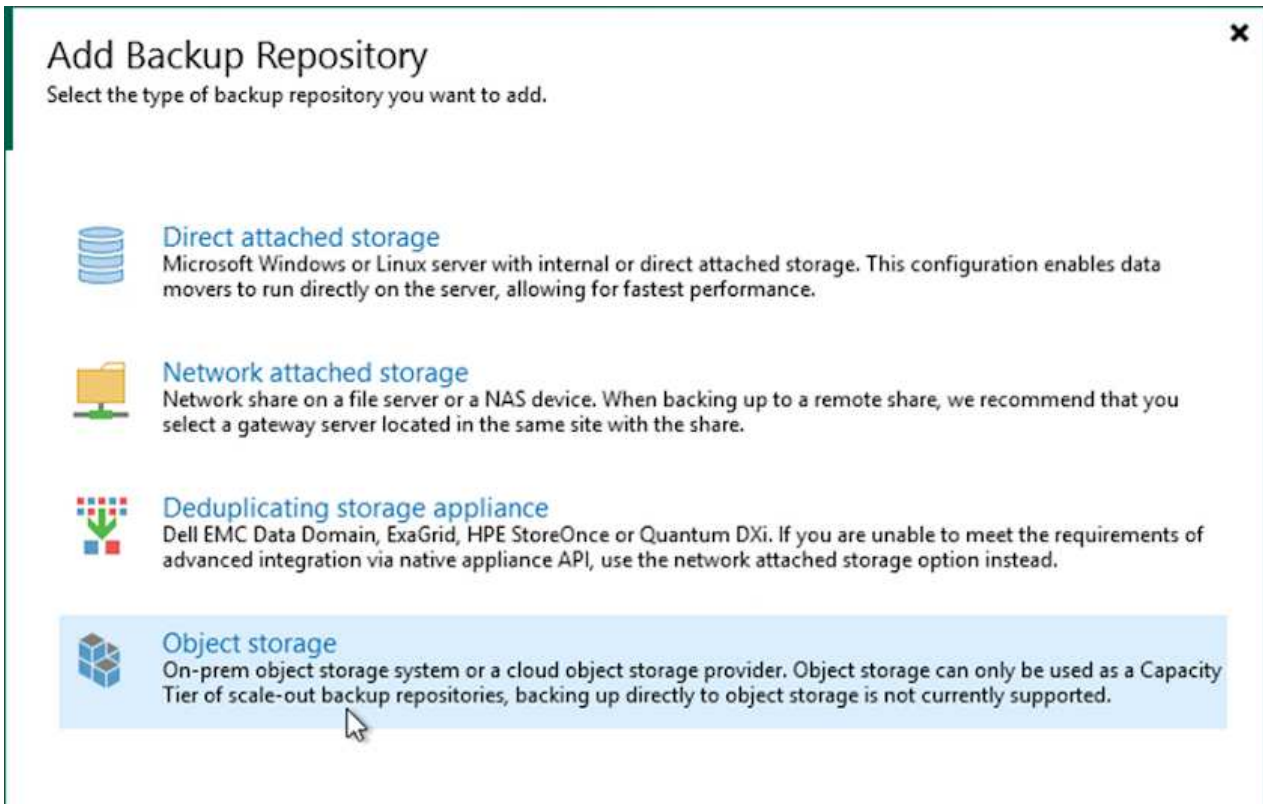 Add Backup Repository
Select the type of backup repository you want to add.
Direct attached storage
Microsoft Windows or Linux server with internal or direct attached storage. This configuration enables data
movers to run directly on the server, allowing for fastest performance.
Network attached storage
Network share on a file server or a NAS device. When backing up to a remote share, we recommend that you
select a gateway server located in the same site with the share.
Deduplicating storage appliance
Dell EMC Data Domain, ExaGrid, HPE StoreOnce or Quantum DXi. If you are unable to meet the requirements of
advanced integration via native appliance API, use the network attached storage option instead.
Object storage
On-prem object storage system or a cloud object storage provider. Object storage can only be used as a Capacity
Tier of scale-out backup repositories, backing up directly to object storage is not currently supported.